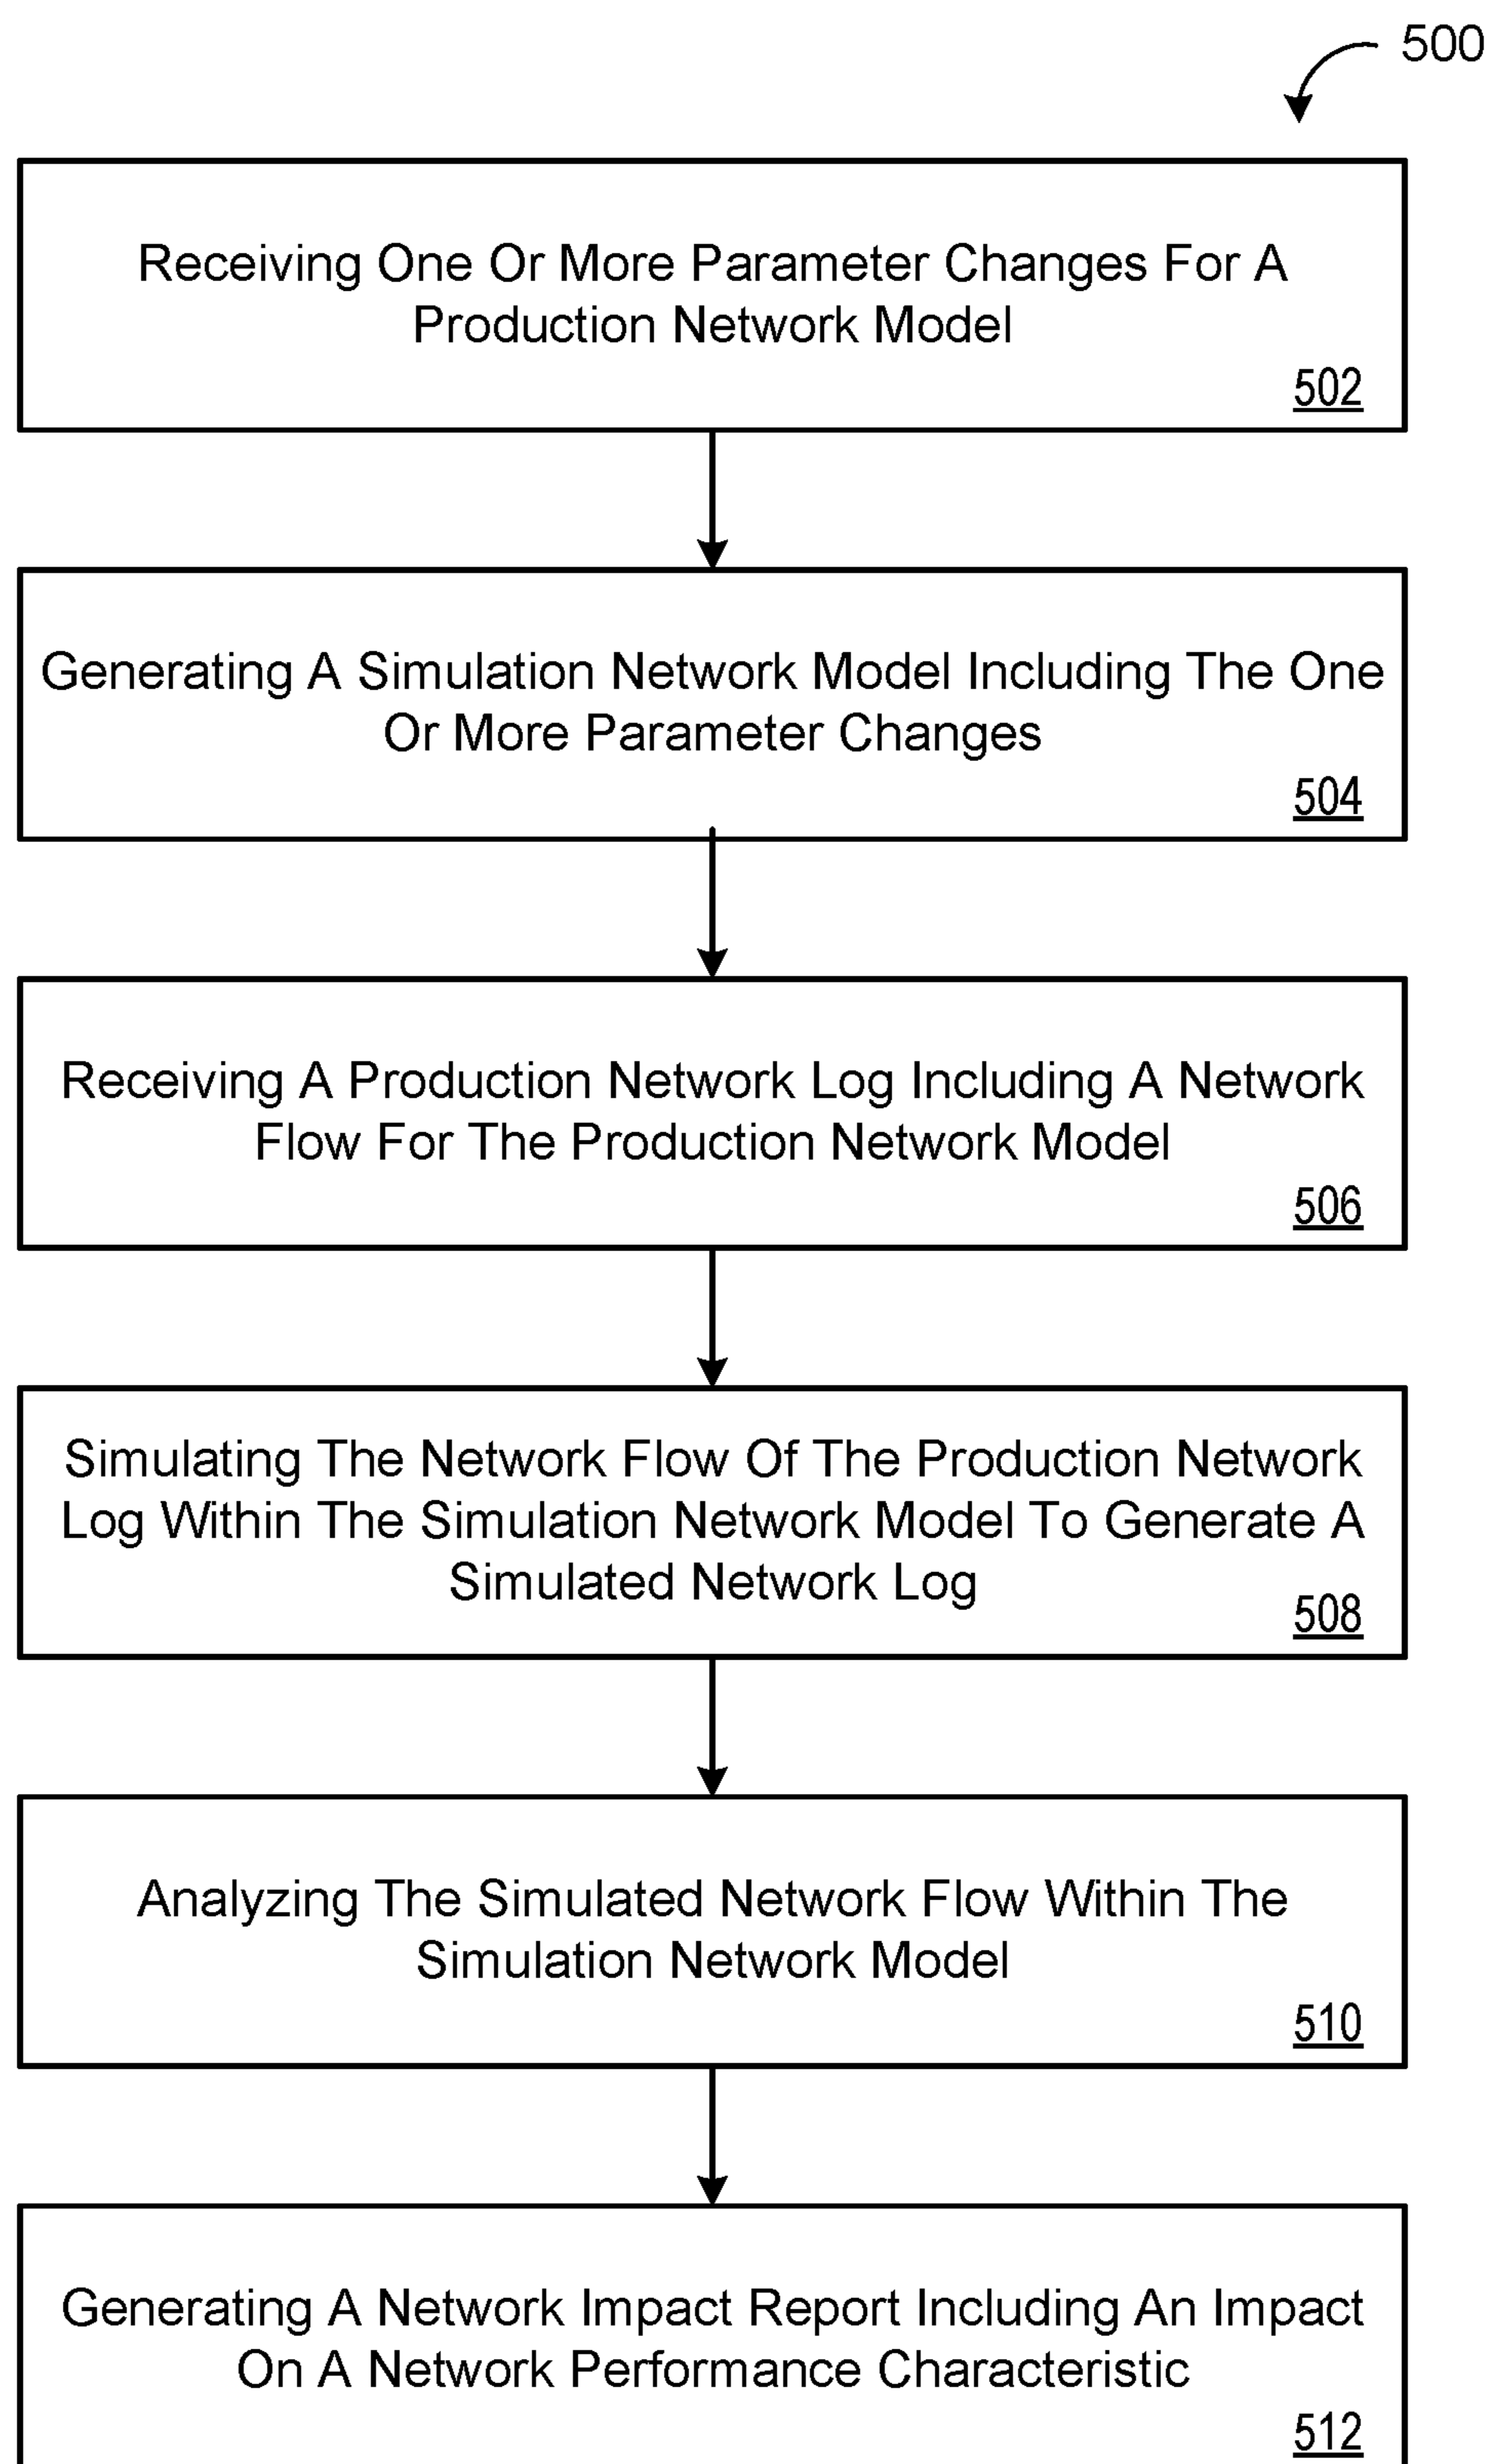 500
Receiving One Or More Parameter Changes For A
Production Network Model
502
Generating A Simulation Network Model Including The One
Or More Parameter Changes
504
Receiving A Production Network Log Including A Network
Flow For The Production Network Model
506
Simulating The Network Flow Of The Production Network
Log Within The Simulation Network Model To Generate A
Simulated Network Log
508
Analyzing The Simulated Network Flow Within The
Simulation Network Model
510
Generating A Network Impact Report Including An Impact
On A Network Performance Characteristic
512